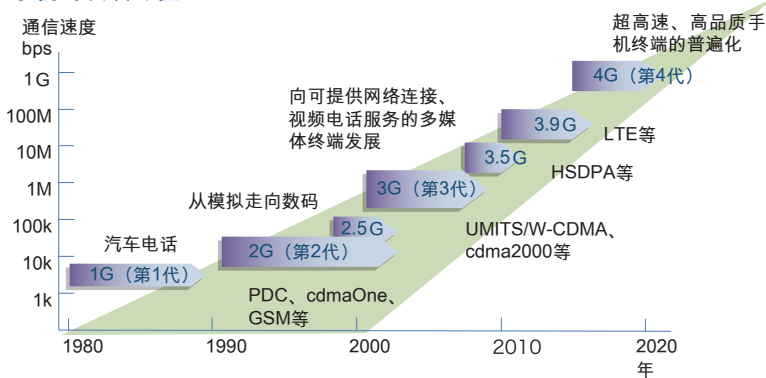 通信速度
bps
1G
100M
10M
1M
100k
10k
1k
超高速、高品质手
机终端的普遍化
4G（第4代）
向可提供网络连接、
视频电话服务的多媒
体终端发展
3.9G
LTE等
3.5G
HSDPA等
3G（第3代）
从模拟走向数码
2.5G
UMITS/W-CDMA、
cdma2000等
汽车电话
2G（第2代）
1G（第1代）
PDC、cdmaOne、
GSM等
1980
1990
2000
2010
2020
年